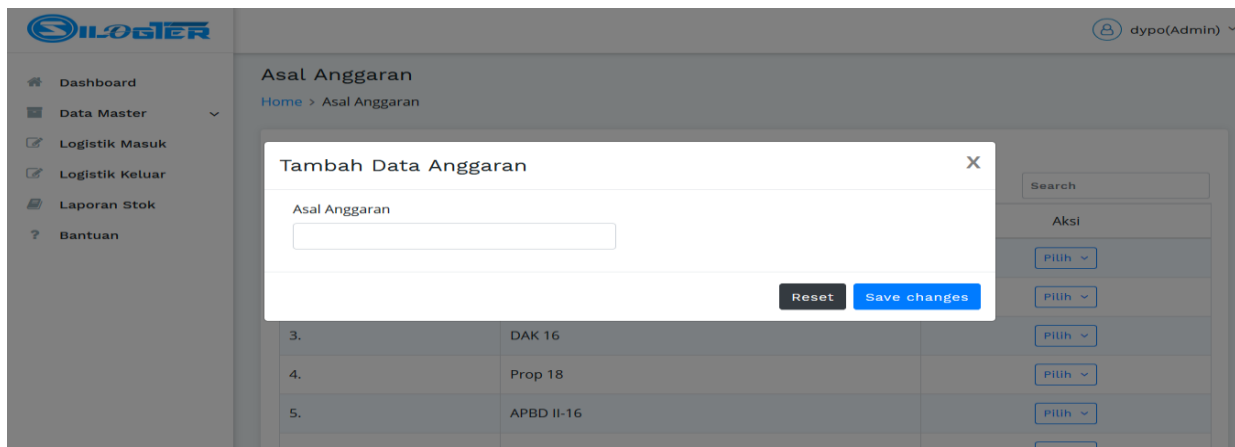 SILOGTER
dypo(Admin)
Dashboard
Data Master
Logistik Masuk
Logistik Keluar
Laporan Stok
? Bantuan
Asal Anggaran
Home > Asal Anggaran
Tambah Data Anggaran X
Asal Anggaran
Reset Save changes
Search
Aksi
Pilih
Pilih
3. DAK 16 Pilih
4. Prop 18 Pilih
5. APBD II-16 Pilih